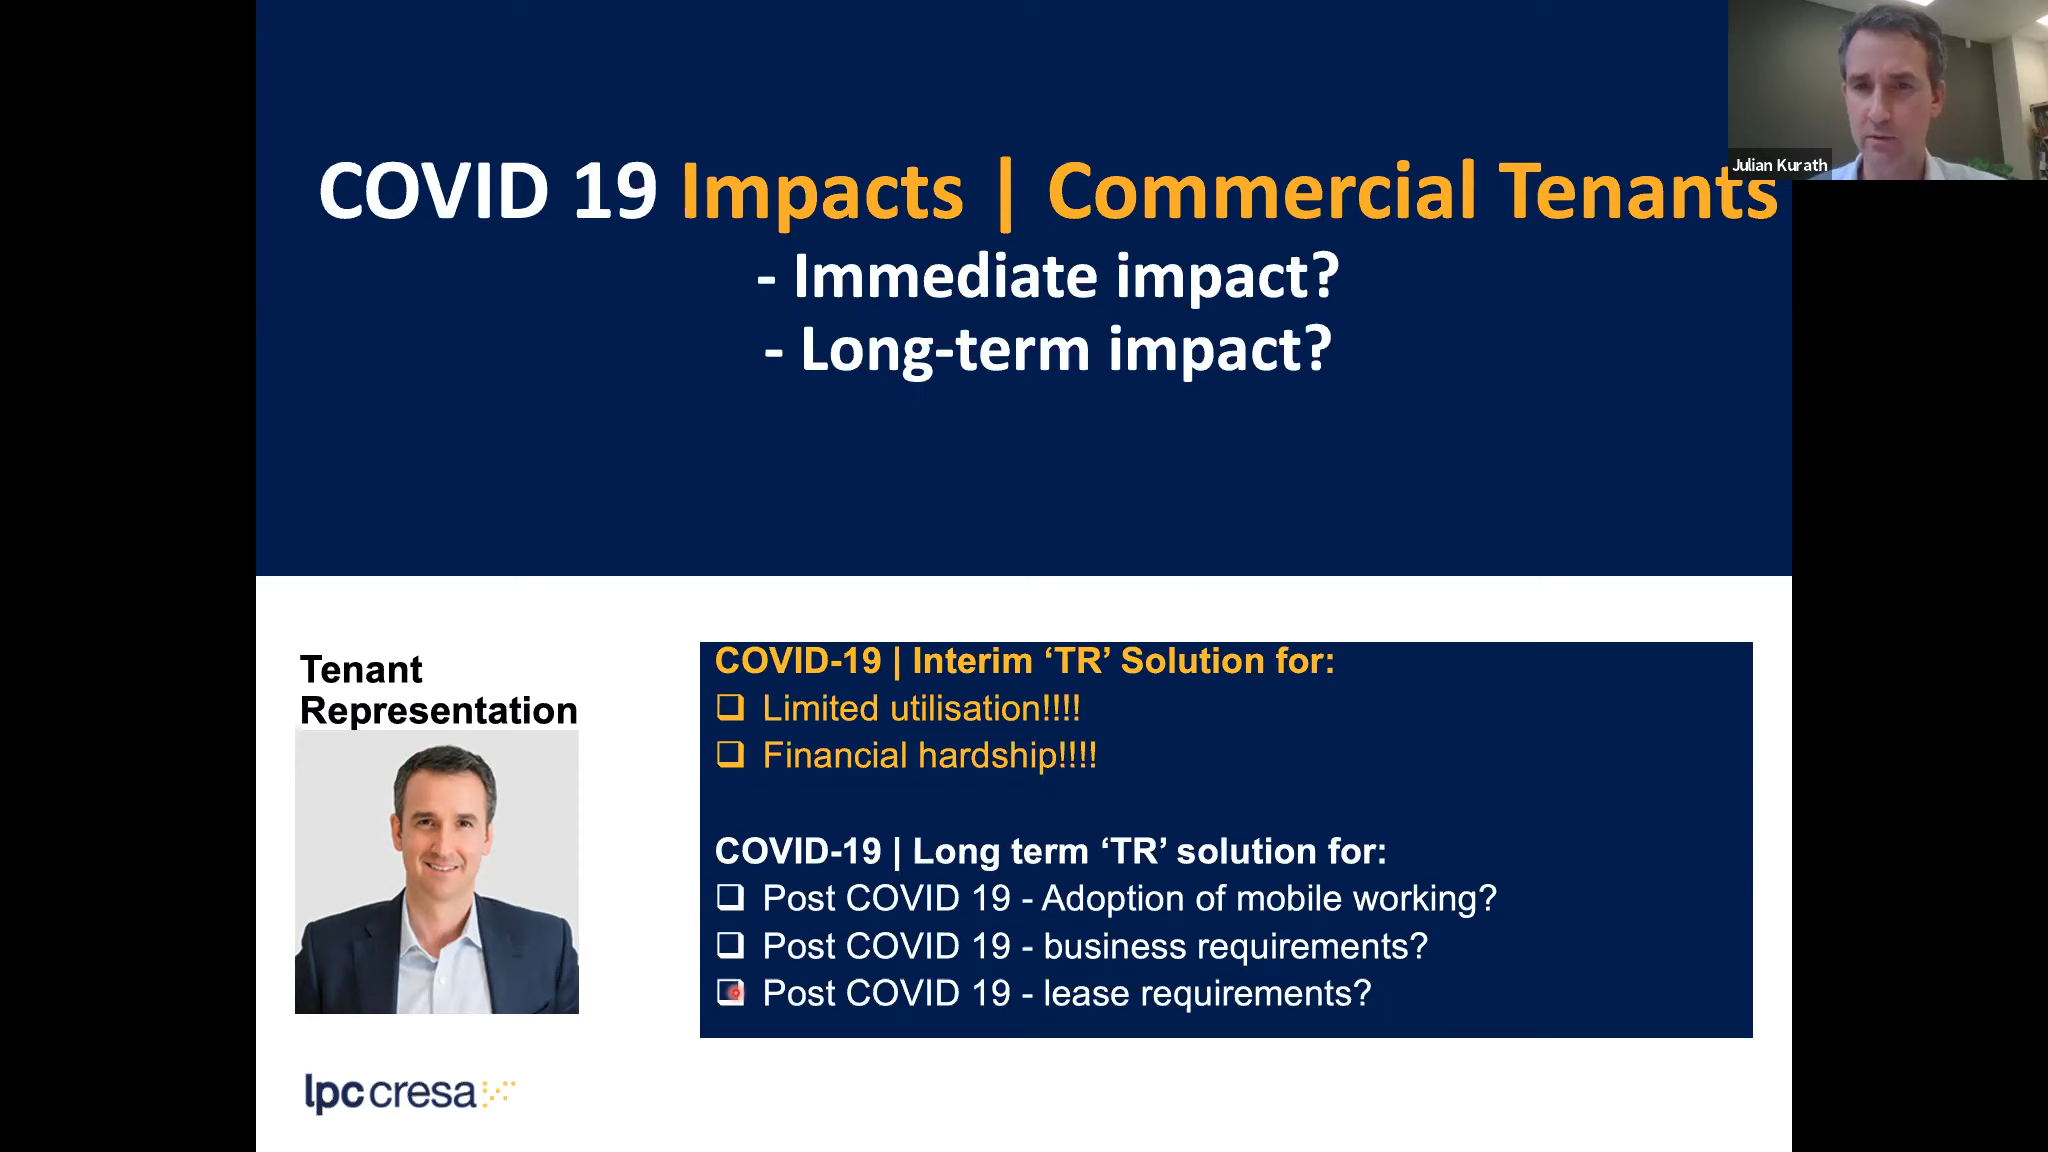 COVID 19 Impacts | Commercial Tenants
- Immediate impact?
- Long-term impact?
Julian Kurath
Tenant
Representation
COVID-19 | Interim ‘TR’ Solution for:
Limited utilisation!!!!
Financial hardship!!!!
COVID-19 | Long term ‘TR’ solution for:
Post COVID 19 - Adoption of mobile working?
Post COVID 19 - business requirements?
Post COVID 19 - lease requirements?
lpc cresa